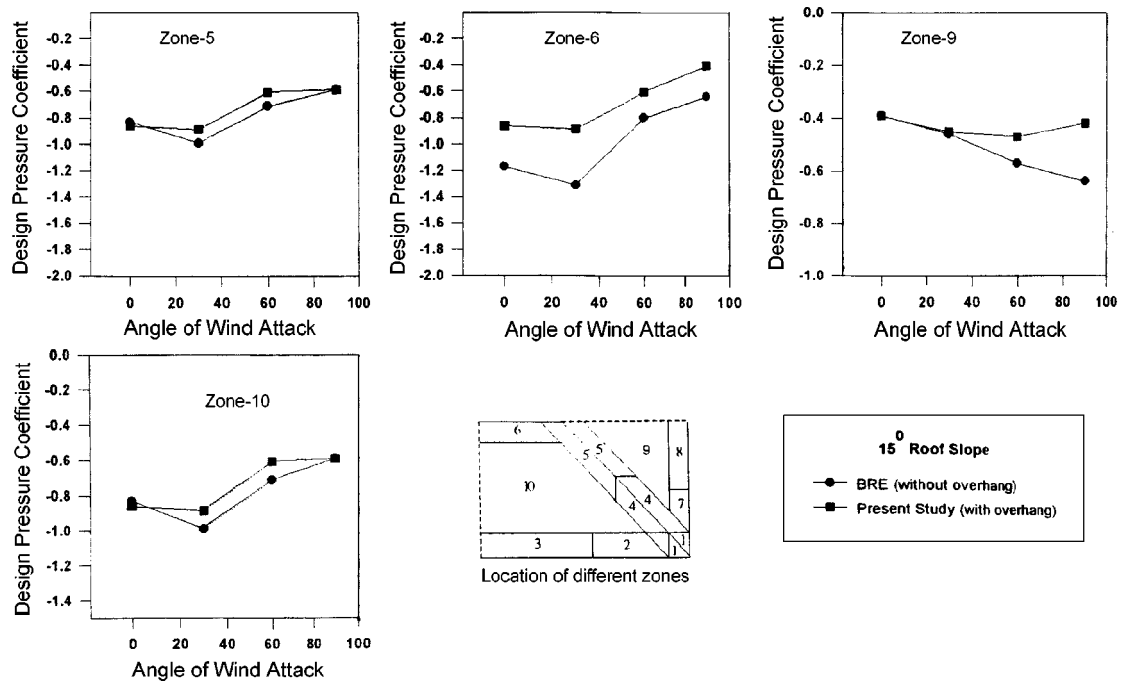 Zone-5
Design Pressure Coefficient
-0.2
-0.4
-0.6
-0.8
-1.0
-1.2
-1.4
-1.6
-1.8
-2.0
0 20 40 60 80 100
Angle of Wind Attack
Zone-6
Design Pressure Coefficient
-0.2
-0.4
-0.6
-0.8
-1.0
-1.2
-1.4
-1.6
-1.8
-2.0
0 20 40 60 80 100
Angle of Wind Attack
Zone-9
Design Pressure Coefficient
0.0
-0.2
-0.4
-0.6
-0.8
-1.0
0 20 40 60 80 100
Angle of Wind Attack
Zone-10
Design Pressure Coefficient
0.0
-0.2
-0.4
-0.6
-0.8
-1.0
-1.2
-1.4
0 20 40 60 80 100
Angle of Wind Attack
6
5 5
9
8
10
4 4
7
3
2
1 1
Location of different zones
15⁰ Roof Slope
BRE (without overhang)
Present Study (with overhang)